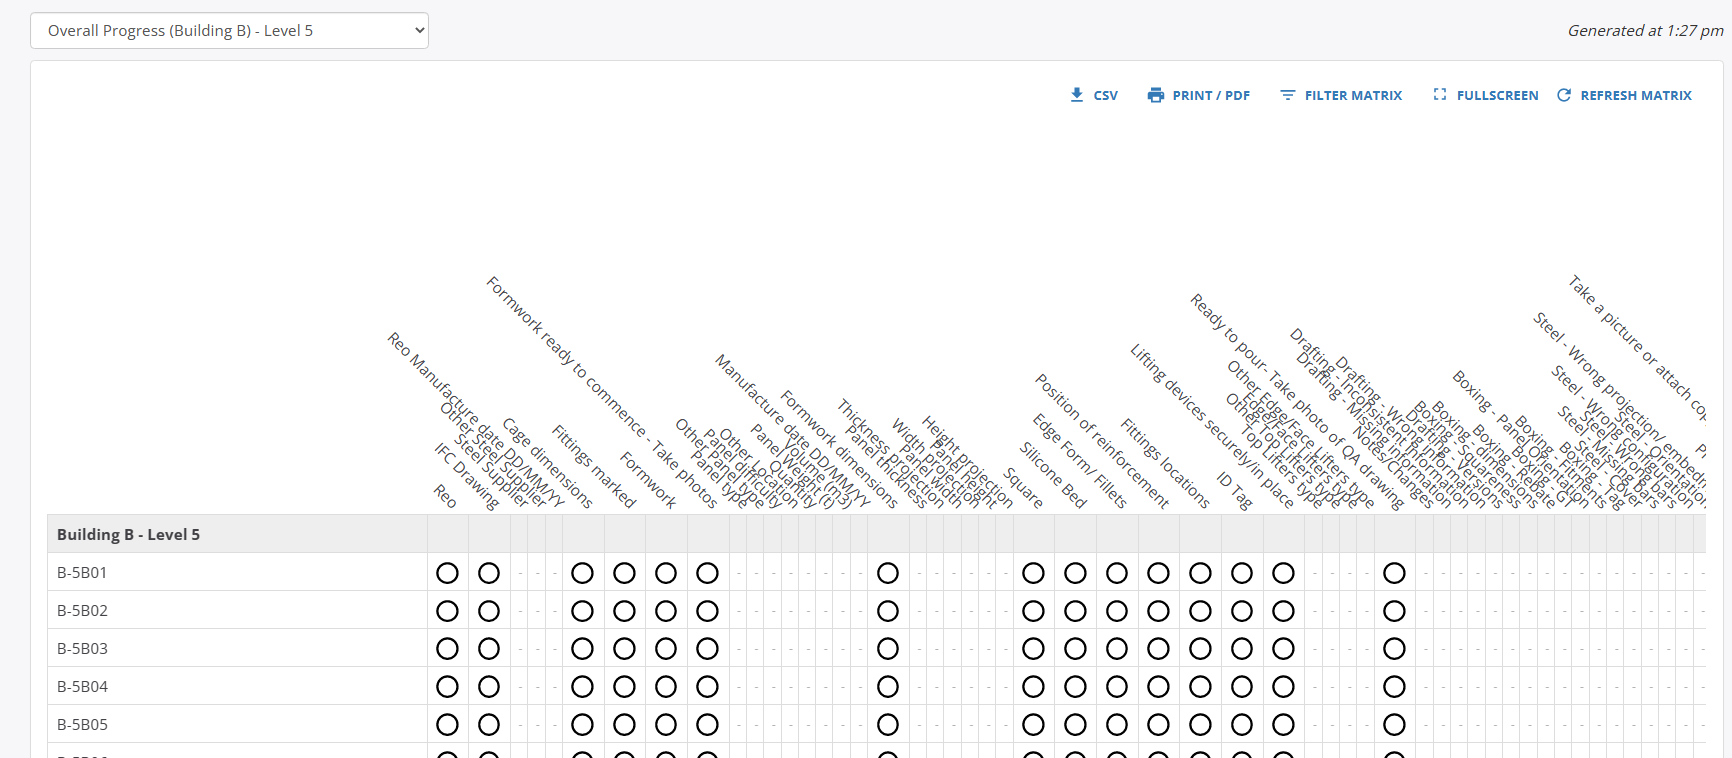 Overall Progress (Building B) - Level 5
Generated at 1:27 pm
CSV
PRINT / PDF
FILTER MATRIX
FULLSCREEN
REFRESH MATRIX
Reo
IFC Drawing
Steel Supplier
Other Steel Supplier
Reo Manufacture date DD/MM/YY
Cage dimensions
Fittings marked
Formwork
Formwork ready to commence - Take photos
Panel type
Other Panel type
Panel difficulty
Other Location
Quantity
Panel Weight (t)
Volume (m3)
Manufacture date DD/MM/YY
Formwork dimensions
Panel thickness
Thickness projection
Panel width
Width projection
Panel height
Height projection
Square
Silicone Bed
Edge Form/ Fillets
Position of reinforcement
Fittings locations
ID Tag
Lifting devices securely/in place
Top Lifters type
Other Top Lifters type
Edge/Face Lifters type
Other Edge/Face Lifters type
Ready to pour- Take photo of QA drawing
Notes/Changes
Drafting - Missing information
Drafting - Inconsistent information
Drafting - Wrong information
Drafting - Versions
Boxing - Squareness
Boxing - dimensions
Boxing - Rebate
Boxing - GT
Boxing - Panel Orientation
Boxing - Fitments
Boxing - Tag
Steel - Cover
Steel - Missing bars
Steel - Wrong bars
Steel - Wrong configuration
Steel - Orientation
Steel - Wrong projection/ embed
Take a picture or attach
Building B - Level 5
B-5B01
B-5B02
B-5B03
B-5B04
B-5B05